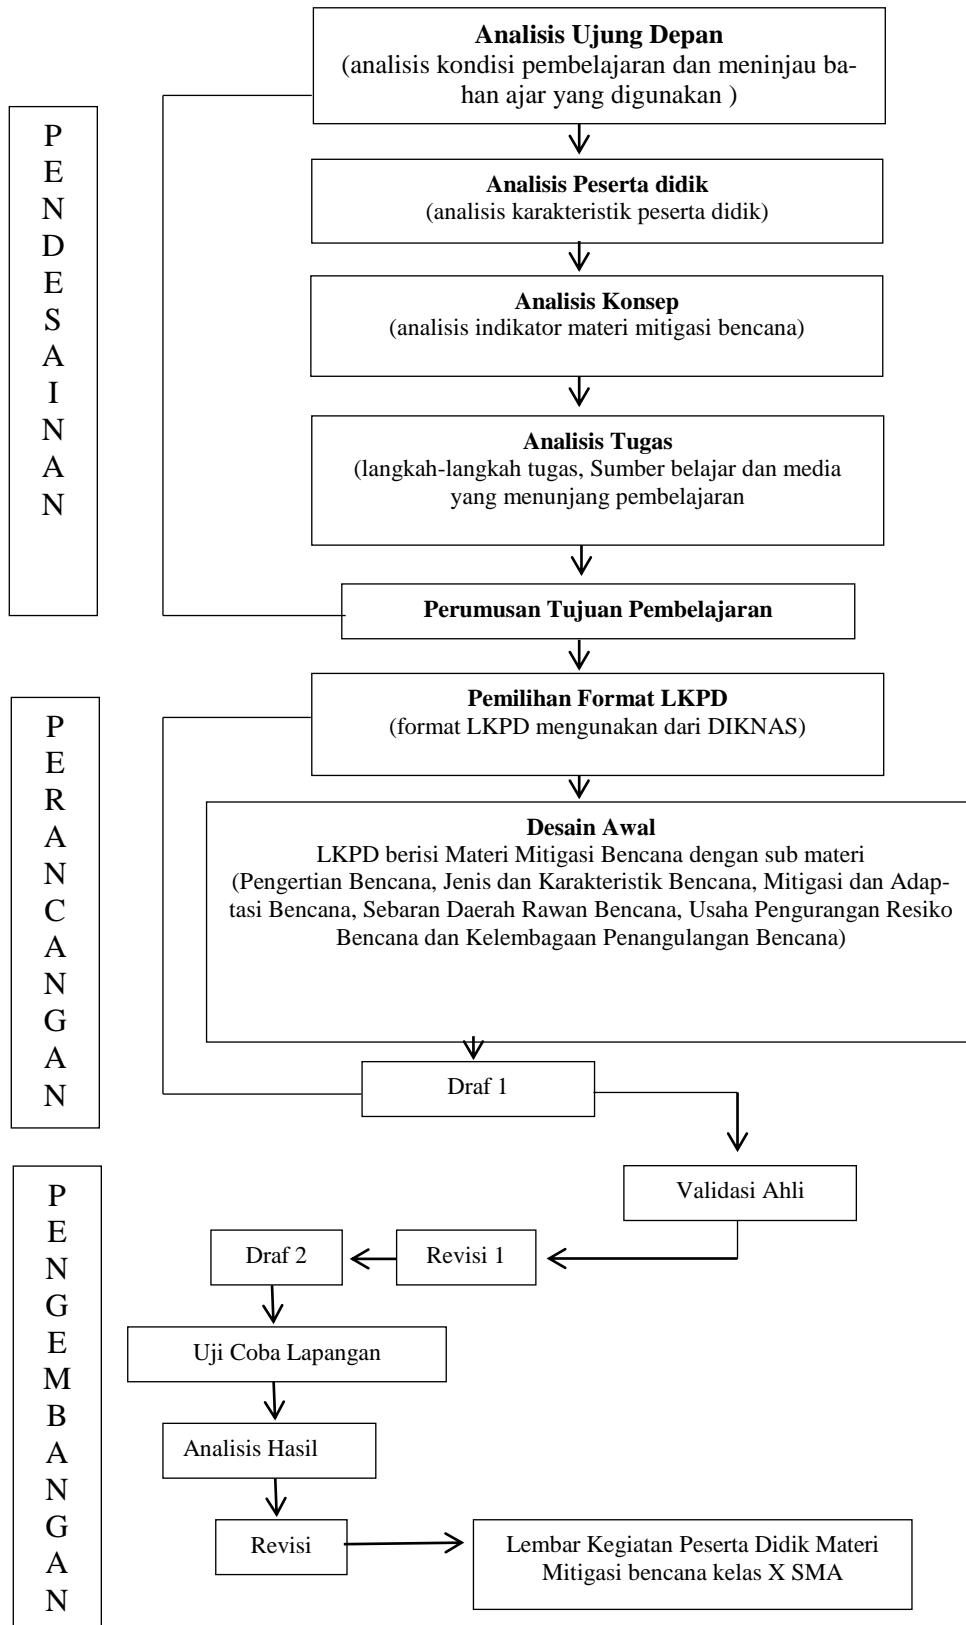 Analisis Ujung Depan
(analisis kondisi pembelajaran dan meninjau ba-
han ajar yang digunakan )
PENDESAINAN
Analisis Peserta didik
(analisis karakteristik peserta didik)
Analisis Konsep
(analisis indikator materi mitigasi bencana)
Analisis Tugas
(langkah-langkah tugas, Sumber belajar dan media
yang menunjang pembelajaran
Perumusan Tujuan Pembelajaran
PERANCANGAN
Pemilihan Format LKPD
(format LKPD mengunakan dari DIKNAS)
Desain Awal
LKPD berisi Materi Mitigasi Bencana dengan sub materi
(Pengertian Bencana, Jenis dan Karakteristik Bencana, Mitigasi dan Adap-
tasi Bencana, Sebaran Daerah Rawan Bencana, Usaha Pengurangan Resiko
Bencana dan Kelembagaan Penangulangan Bencana)
Draf 1
PENGEMBANGAN
Validasi Ahli
Revisi 1
Draf 2
Uji Coba Lapangan
Analisis Hasil
Revisi
Lembar Kegiatan Peserta Didik Materi
Mitigasi bencana kelas X SMA